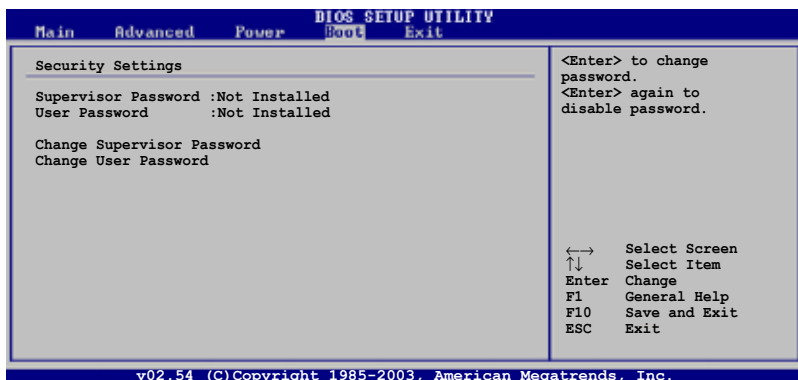 BIOS SETUP UTILITY
Main Advanced Power Boot Exit
Security Settings
Supervisor Password :Not Installed
User Password :Not Installed
Change Supervisor Password
Change User Password
<Enter> to change
password.
<Enter> again to
disable password.
←→ Select Screen
↑↓ Select Item
Enter Change
F1 General Help
F10 Save and Exit
ESC Exit
v02.54 (C)Copyright 1985-2003, American Megatrends, Inc.